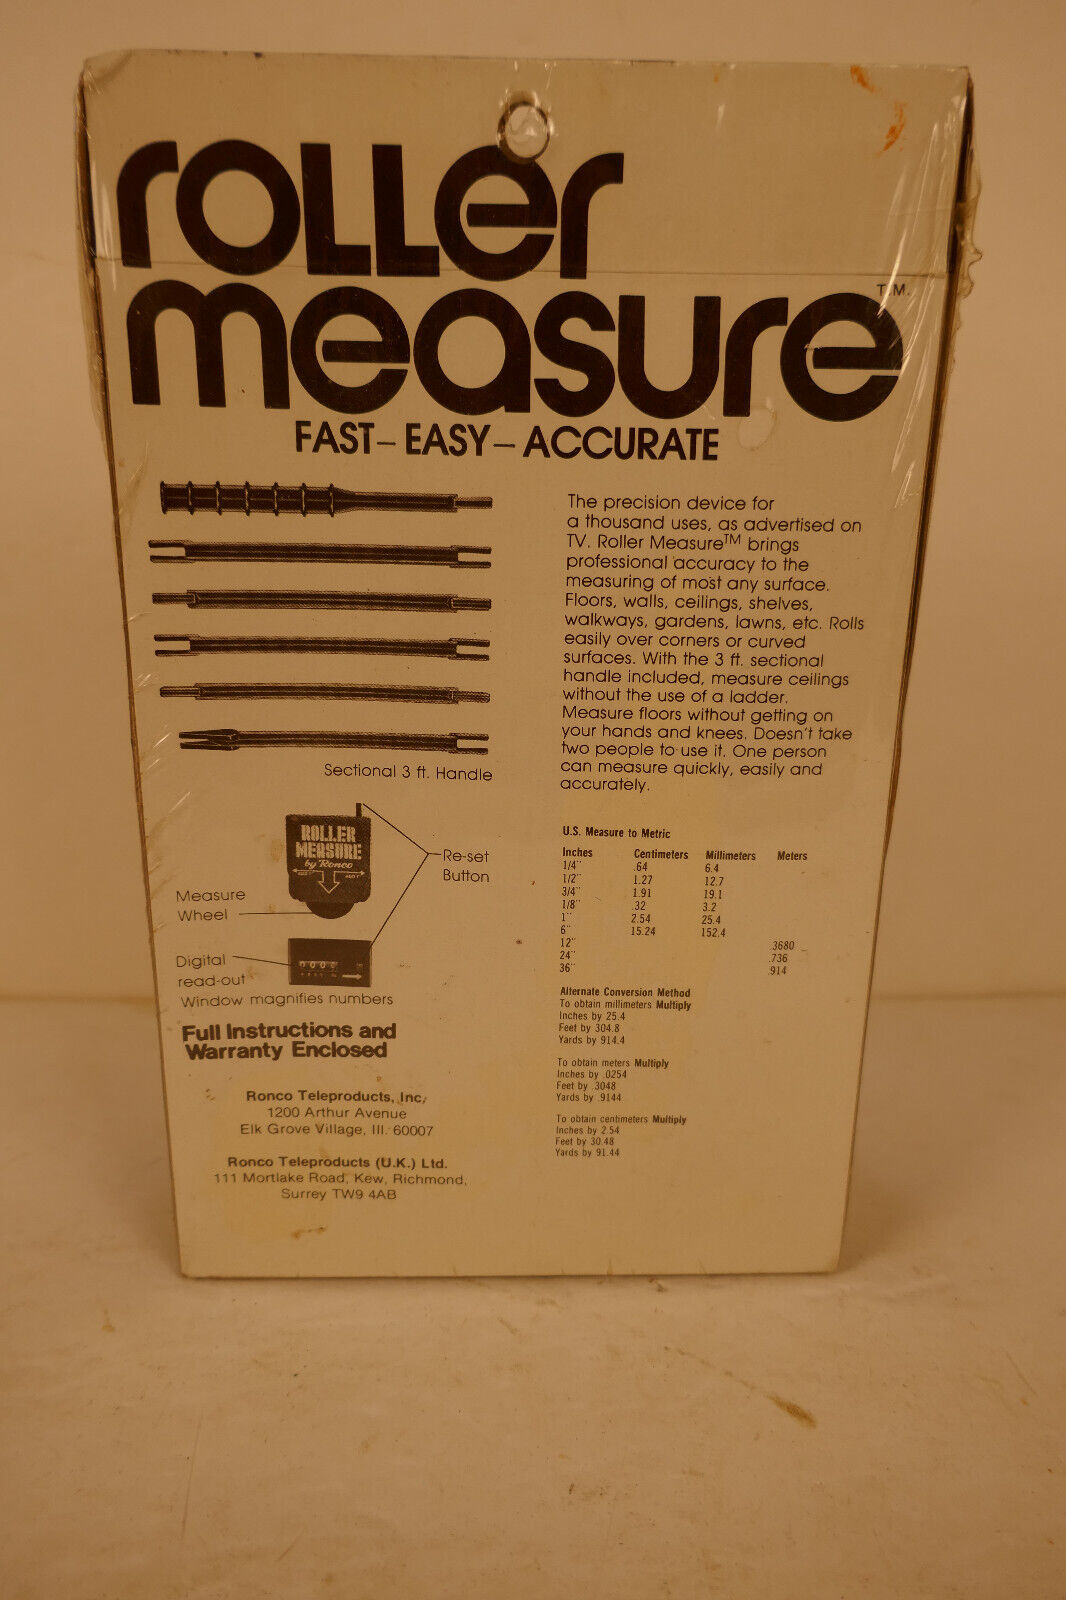 roller
measure
T.M.
FAST – EASY – ACCURATE
Sectional 3 ft. Handle
ROLLER
MEASURE
by Ronco
Re-set
Button
Measure
Wheel
Digital
read-out
Window magnifies numbers
Full Instructions and
Warranty Enclosed
Ronco Teleproducts, Inc.
1200 Arthur Avenue
Elk Grove Village, Ill. 60007
Ronco Teleproducts (U.K.) Ltd.
111 Mortlake Road, Kew, Richmond,
Surrey TW9 4AB
The precision device for
a thousand uses, as advertised on
TV. Roller Measure™ brings
professional accuracy to the
measuring of most any surface.
Floors, walls, ceilings, shelves,
walkways, gardens, lawns, etc. Rolls
easily over corners or curved
surfaces. With the 3 ft. sectional
handle included, measure ceilings
without the use of a ladder.
Measure floors without getting on
your hands and knees. Doesn't take
two people to use it. One person
can measure quickly, easily and
accurately.
U.S. Measure to Metric
Inches Centimeters Millimeters Meters
1/4" .64 6.4
1/2" 1.27 12.7
3/4" 1.91 19.1
1/8" .32 3.2
1" 2.54 25.4
6" 15.24 152.4
12" .3680
24" .736
36" .914
Alternate Conversion Method
To obtain millimeters Multiply
Inches by 25.4
Feet by 304.8
Yards by 914.4
To obtain meters Multiply
Inches by .0254
Feet by .3048
Yards by .9144
To obtain centimeters Multiply
Inches by 2.54
Feet by 30.48
Yards by 91.44